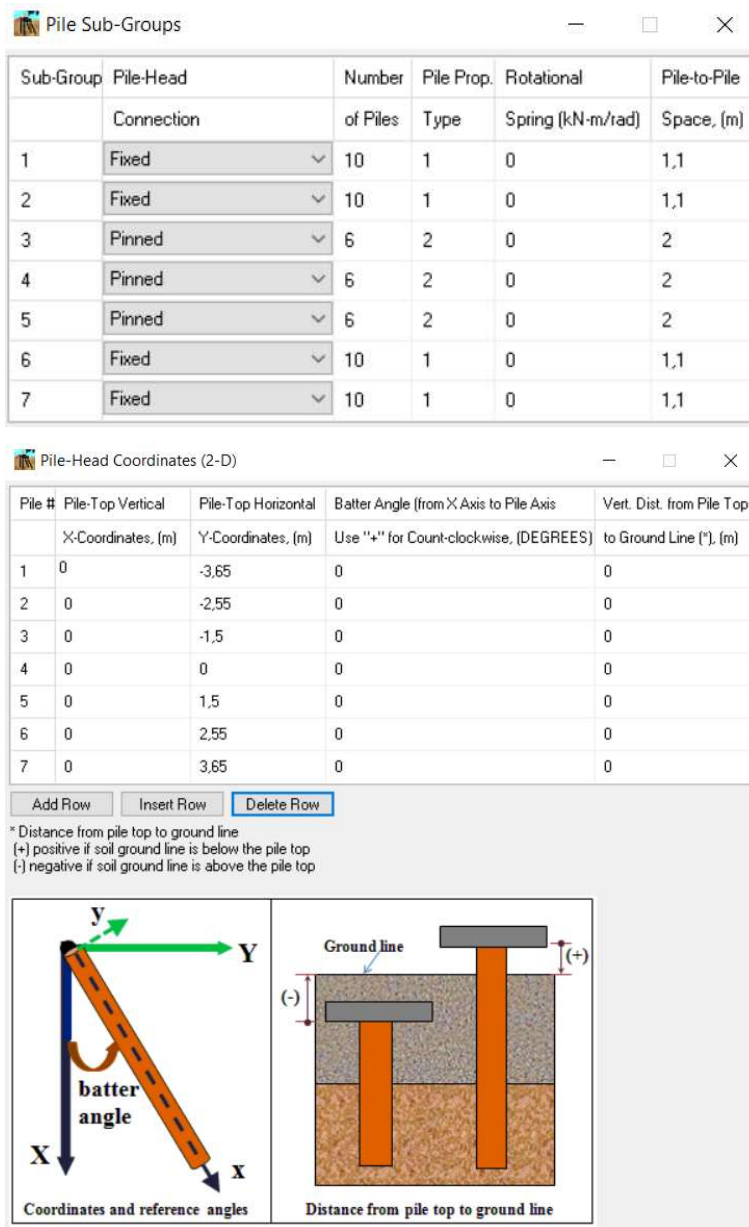 Pile Sub-Groups
Sub-Group Pile-Head Number Pile Prop. Rotational Pile-to-Pile
Connection of Piles Type Spring (kN-m/rad) Space, (m)
1 Fixed 10 1 0 1,1
2 Fixed 10 1 0 1,1
3 Pinned 6 2 0 2
4 Pinned 6 2 0 2
5 Pinned 6 2 0 2
6 Fixed 10 1 0 1,1
7 Fixed 10 1 0 1,1
Pile-Head Coordinates (2-D)
Pile # Pile-Top Vertical Pile-Top Horizontal Batter Angle (from X Axis to Pile Axis Vert. Dist. from Pile Top
X-Coordinates, (m) Y-Coordinates, (m) Use "+" for Count-clockwise, (DEGREES) to Ground Line (*), (m)
1 0 -3,65 0 0
2 0 -2,55 0 0
3 0 -1,5 0 0
4 0 0 0 0
5 0 1,5 0 0
6 0 2,55 0 0
7 0 3,65 0 0
Add Row Insert Row Delete Row
* Distance from pile top to ground line
(+) positive if soil ground line is below the pile top
(-) negative if soil ground line is above the pile top
y
Y
batter
angle
X
x
Coordinates and reference angles
Ground line
(+)
(-)
Distance from pile top to ground line